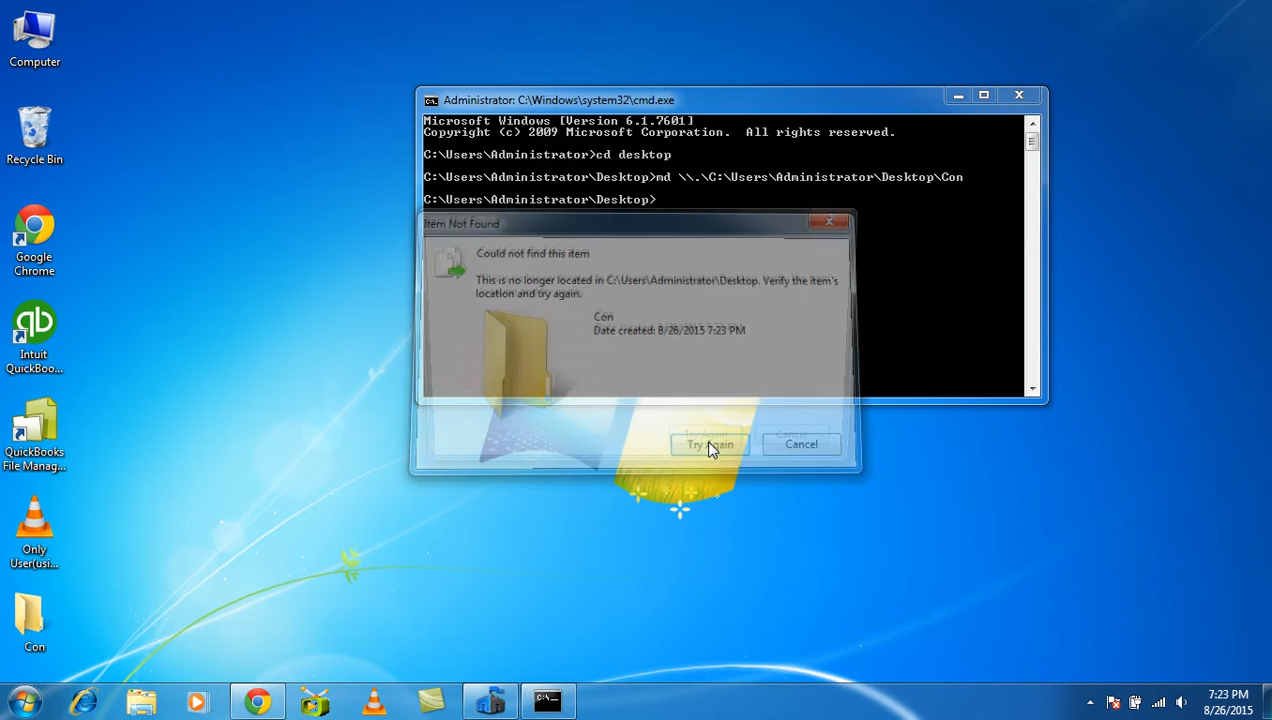 Computer
Recycle Bin
Google
Chrome
Intuit
QuickBoo...
QuickBooks
File Manag...
Only
User(usi...
Con
Administrator: C:\Windows\system32\cmd.exe
Microsoft Windows [Version 6.1.7601]
Copyright (c) 2009 Microsoft Corporation.  All rights reserved.
C:\Users\Administrator>cd desktop
C:\Users\Administrator\Desktop>md \\.\C:\Users\Administrator\Desktop\Con
C:\Users\Administrator\Desktop>
Item Not Found
Could not find this item
This is no longer located in C:\Users\Administrator\Desktop. Verify the item's
location and try again.
Con
Date created: 8/26/2015 7:23 PM
Try Again
Cancel
7:23 PM
8/26/2015